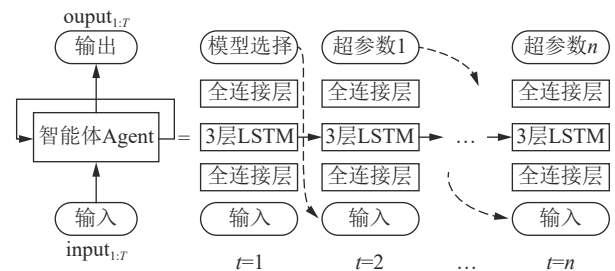 ouput1:T
输出
模型选择
超参数1
超参数n
全连接层
全连接层
全连接层
智能体Agent
=
3层LSTM
3层LSTM
…
3层LSTM
全连接层
全连接层
全连接层
输入
输入
输入
输入
input1:T
t=1
t=2
…
t=n